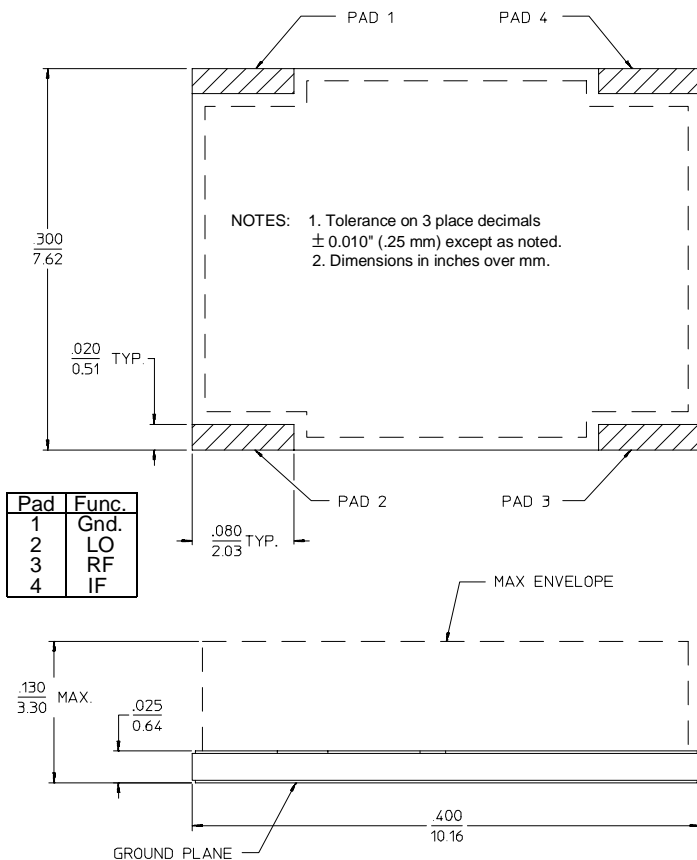 PAD 1
PAD 4
.300
7.62
NOTES: 1. Tolerance on 3 place decimals
± 0.010" (.25 mm) except as noted.
2. Dimensions in inches over mm.
.020
0.51 TYP.
PAD 2
PAD 3
Pad Func.
1 Gnd.
2 LO
3 RF
4 IF
.080
2.03 TYP.
MAX ENVELOPE
.130
3.30 MAX.
.025
0.64
.400
10.16
GROUND PLANE